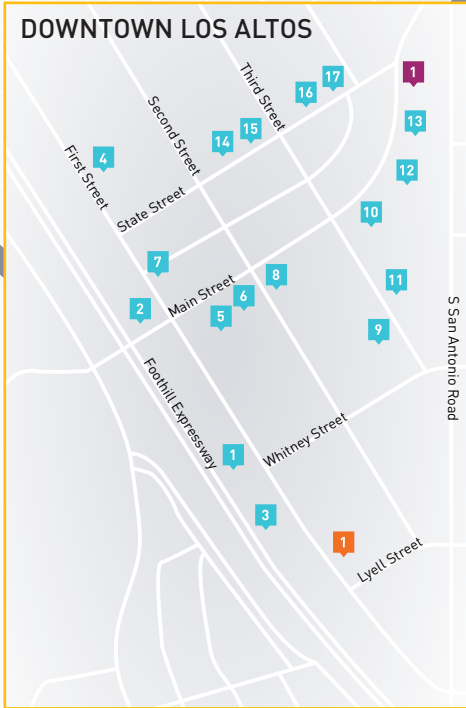 DOWNTOWN LOS ALTOS
1
17
16
Third Street
13
15
14
Second Street
4
12
First Street
State Street
10
7
8
11
6
Main Street
2
5
9
S San Antonio Road
Foothill Expressway
Whitney Street
1
3
1
Lyell Street